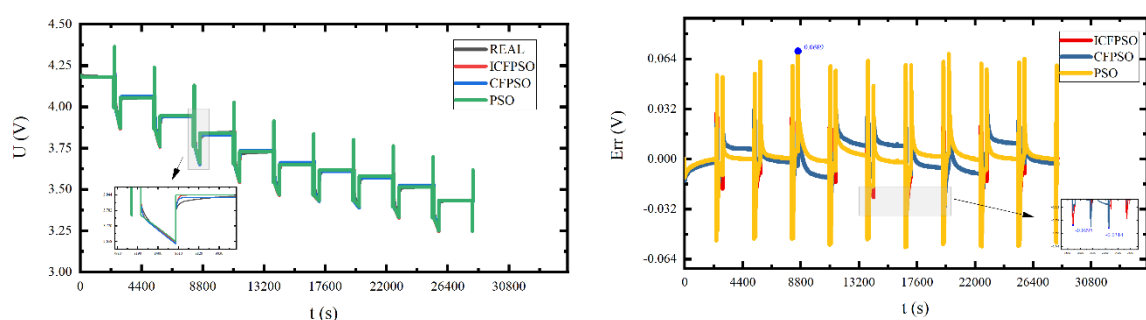 4.50
4.25
4.00
3.75
3.50
3.25
3.00
U (V)
REAL
ICFPSO
CFPSO
PSO
0 4400 8800 13200 17600 22000 26400 30800
t (s)
0.064
0.032
0.000
-0.032
-0.064
Err (V)
ICFPSO
CFPSO
PSO
0 4400 8800 13200 17600 22000 26400 30800
t (s)